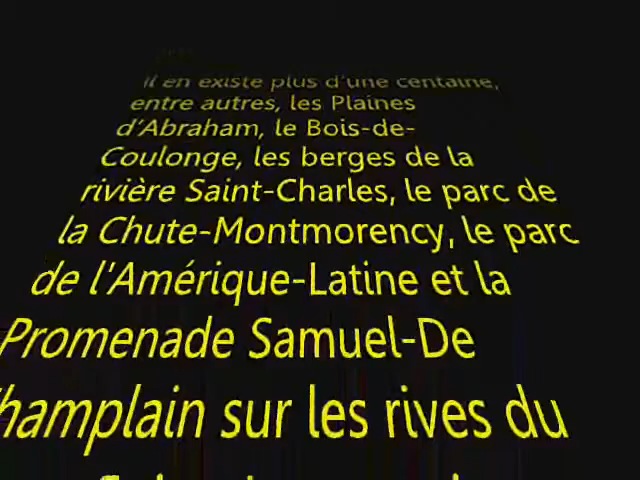 il en existe plus d'une centaine,
entre autres, les Plaines
d'Abraham, le Bois-de-
Coulonge, les berges de la
rivière Saint-Charles, le parc de
la Chute-Montmorency, le parc
de l'Amérique-Latine et la
Promenade Samuel-De
Champlain sur les rives du